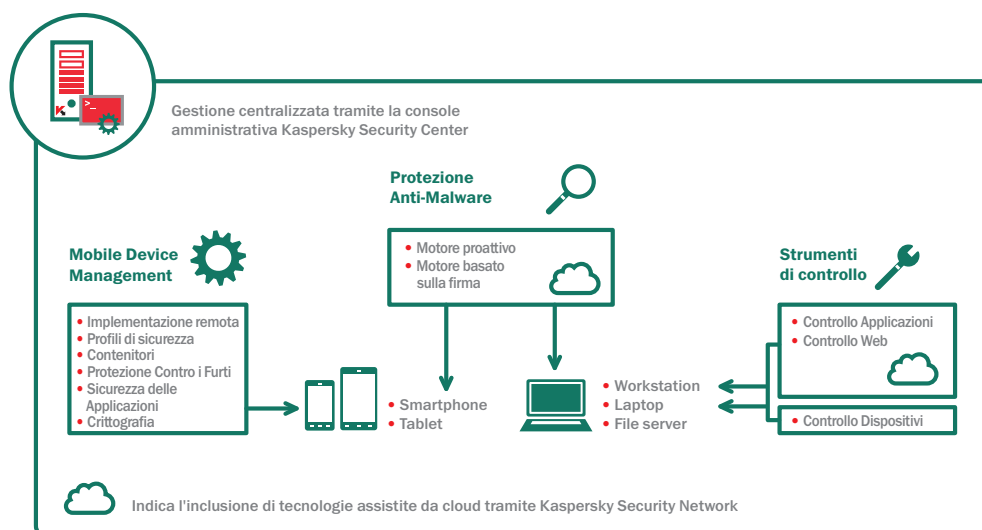 >_
K
Gestione centralizzata tramite la console
amministrativa Kaspersky Security Center
Protezione
Anti-Malware
• Motore proattivo
• Motore basato
sulla firma
Mobile Device
Management
• Implementazione remota
• Profili di sicurezza
• Contenitori
• Protezione Contro i Furti
• Sicurezza delle
Applicazioni
• Crittografia
• Smartphone
• Tablet
• Workstation
• Laptop
• File server
Strumenti
di controllo
• Controllo Applicazioni
• Controllo Web
• Controllo Dispositivi
Indica l'inclusione di tecnologie assistite da cloud tramite Kaspersky Security Network